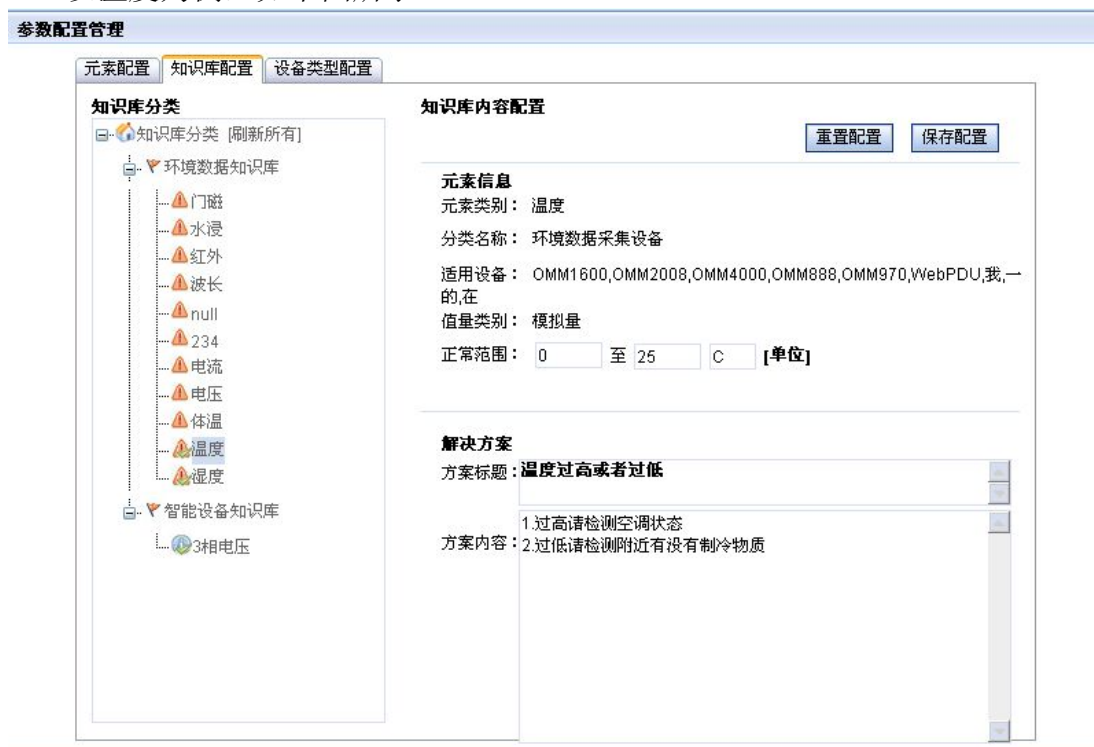 参数配置管理
元素配置 知识库配置 设备类型配置
知识库分类
知识库分类 [刷新所有]
环境数据知识库
门磁
水浸
红外
波长
null
234
电流
电压
体温
温度
湿度
智能设备知识库
3相电压
知识库内容配置
重置配置 保存配置
元素信息
元素类别： 温度
分类名称： 环境数据采集设备
适用设备： OMM1600,OMM2008,OMM4000,OMM888,OMM970,WebPDU,我,一
的,在
值量类别： 模拟量
正常范围： 0 至 25 C [单位]
解决方案
方案标题：温度过高或者过低
方案内容：
1.过高请检测空调状态
2.过低请检测附近有没有制冷物质